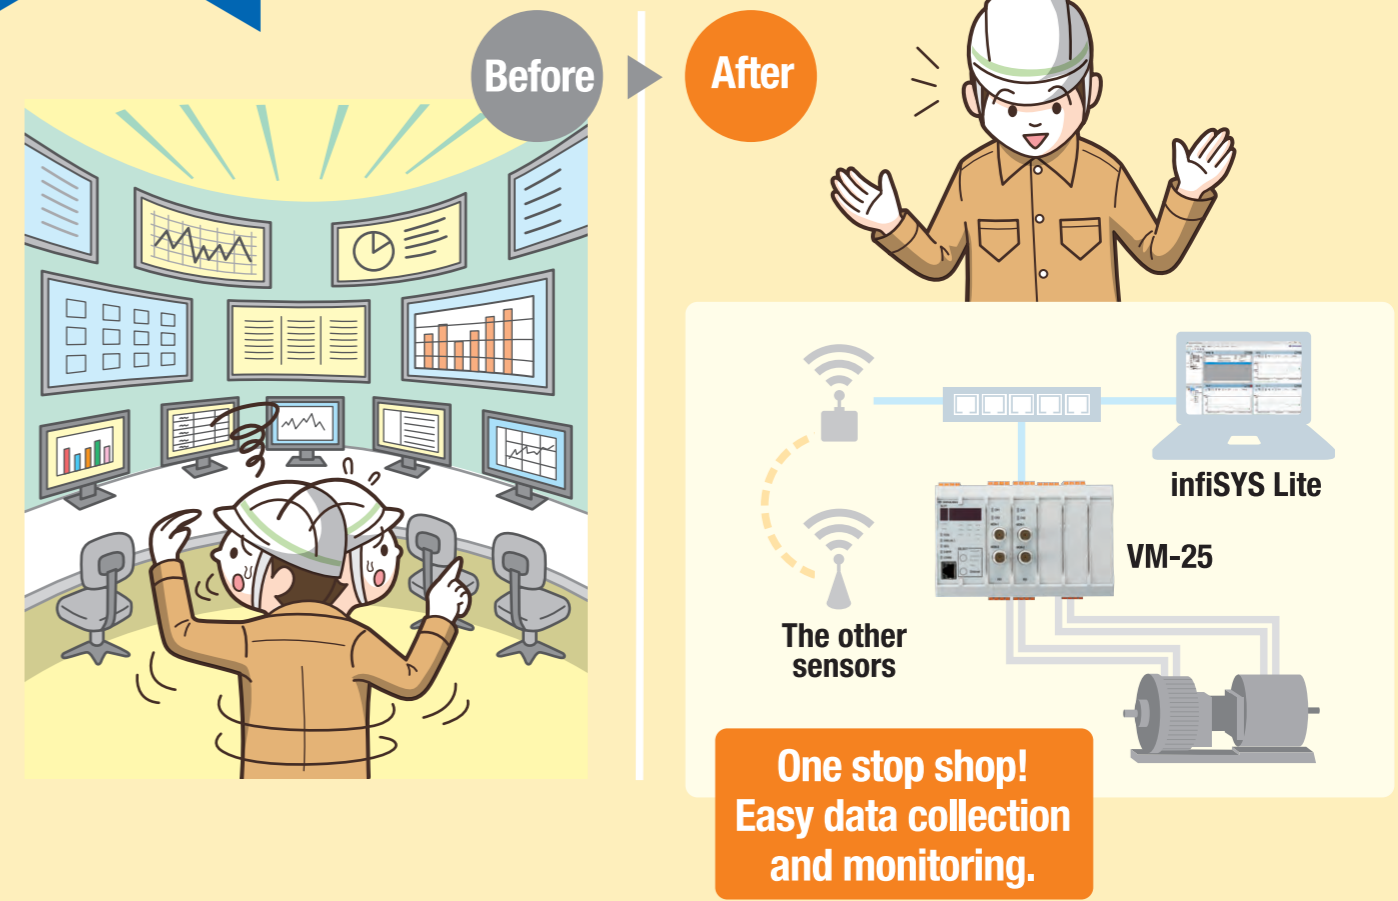 Before
After
infiSYS Lite
VM-25
The other
sensors
One stop shop!
Easy data collection
and monitoring.